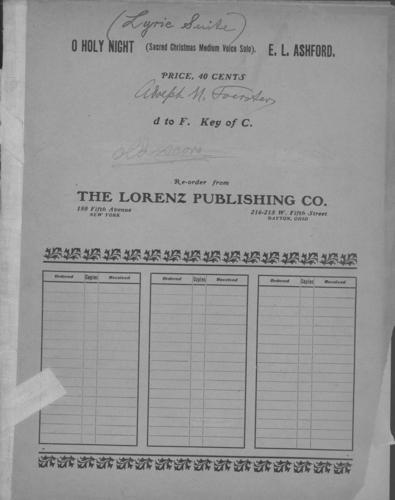 (Lyric Suite)
O HOLY NIGHT (Sacred Christmas Medium Voice Solo). E. L. ASHFORD.
PRICE, 40 CENTS
Adolph M. Foerster
d to F. Key of C.
old score
Re-order from
THE LORENZ PUBLISHING CO.
150 Fifth Avenue 216-218 W. Fifth Street
NEW YORK DAYTON, OHIO
Ordered Copies Received Ordered Copies Received Ordered Copies Received